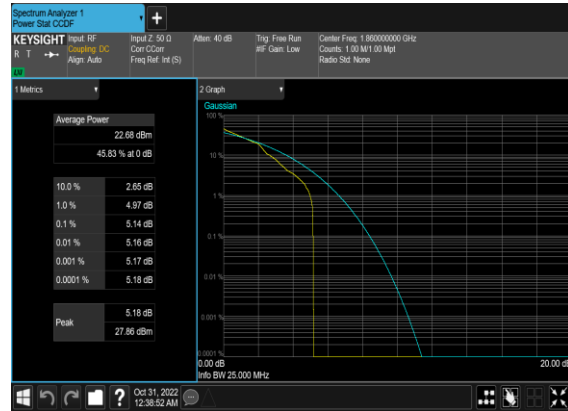 Spectrum Analyzer 1
Power Stat CCDF
KEYSIGHT
R T
LXI
Input: RF
Coupling: DC
Align: Auto
Input Z: 50 Ω
Corr CCorr
Freq Ref: Int (S)
Atten: 40 dB
Trig: Free Run
#IF Gain: Low
Center Freq: 1.860000000 GHz
Counts: 1.00 M/1.00 Mpt
Radio Std: None
1 Metrics
Average Power
22.68 dBm
45.83 % at 0 dB
10.0 % 2.65 dB
1.0 % 4.97 dB
0.1 % 5.14 dB
0.01 % 5.16 dB
0.001 % 5.17 dB
0.0001 % 5.18 dB
Peak
5.18 dB
27.86 dBm
2 Graph
Gaussian
100 %
10 %
1 %
0.1 %
0.01 %
0.001 %
0.0001 %
0.00 dB
20.00 dB
Info BW 25.000 MHz
?
Oct 31, 2022
12:38:52 AM